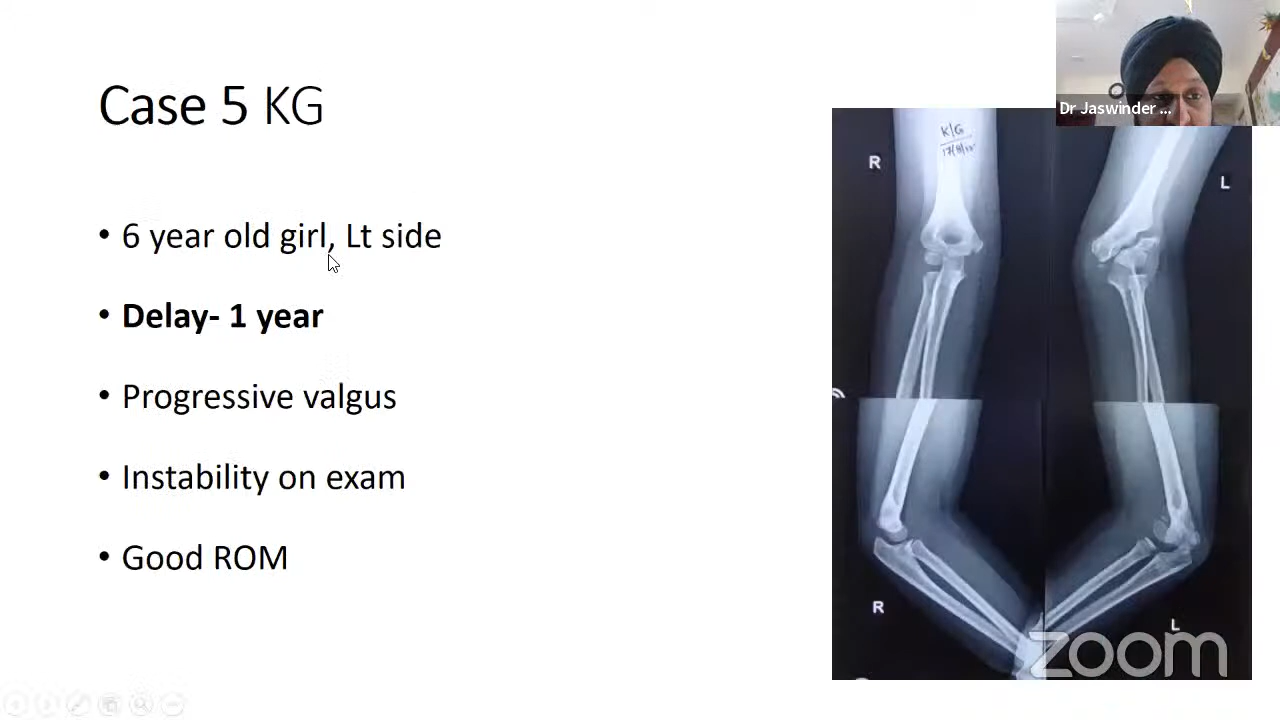 Case 5 KG
Dr Jaswinder ...
K/G
R
L
• 6 year old girl, Lt side
• Delay- 1 year
• Progressive valgus
• Instability on exam
• Good ROM
R
L
zoom